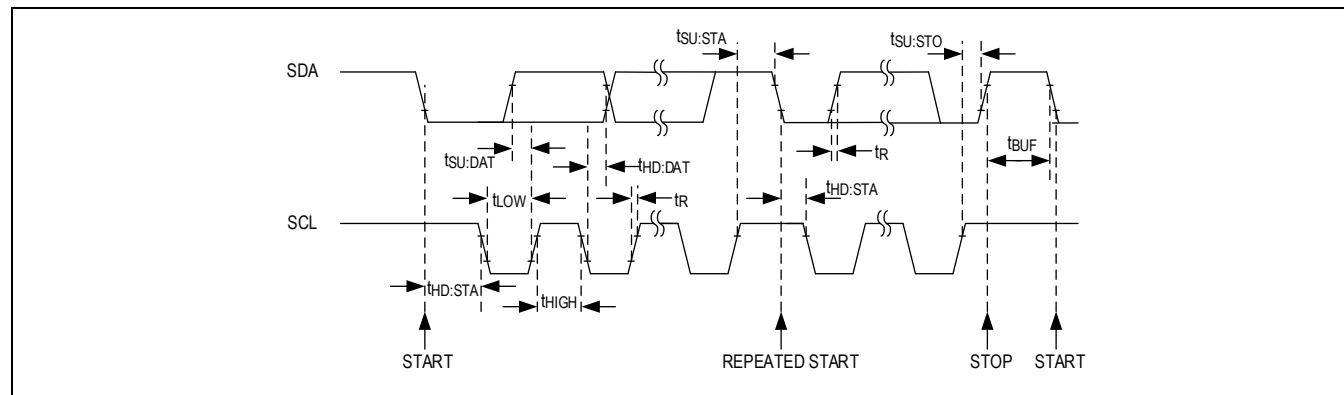 tSU:STA
tSU:STO
SDA
tSU:DAT
tHD:DAT
tR
tBUF
tLOW
tR
tHD:STA
SCL
tHD:STA
tHIGH
START
REPEATED START
STOP
START